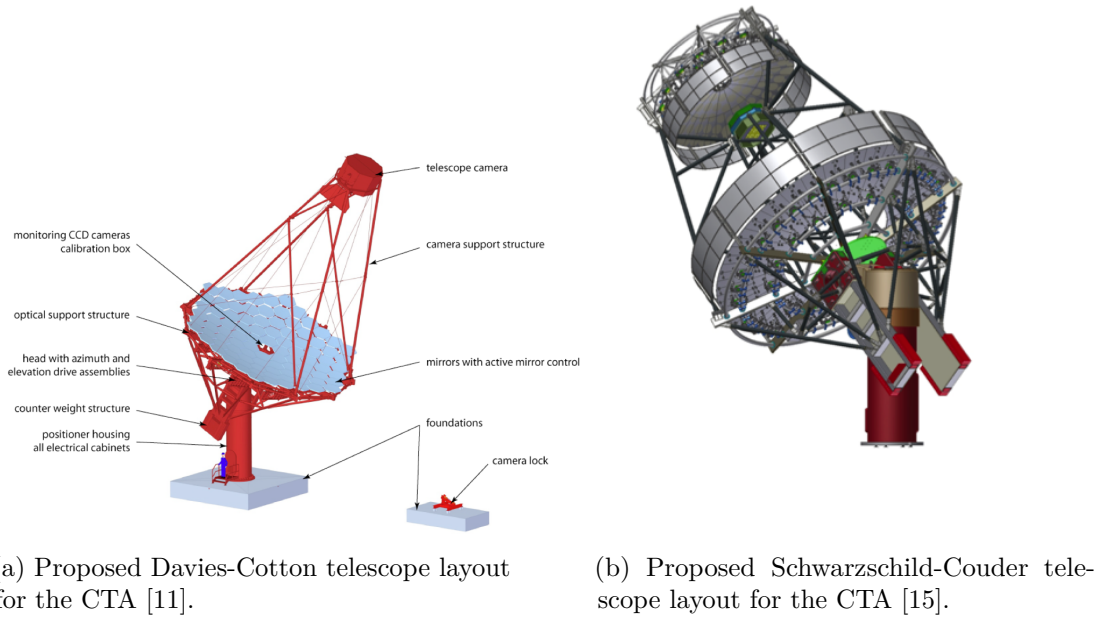 telescope camera
monitoring CCD cameras
calibration box
camera support structure
optical support structure
head with azimuth and
elevation drive assemblies
mirrors with active mirror control
counter weight structure
positioner housing
all electrical cabinets
foundations
camera lock
a) Proposed Davies-Cotton telescope layout
for the CTA [11].
(b) Proposed Schwarzschild-Couder tele-
scope layout for the CTA [15].